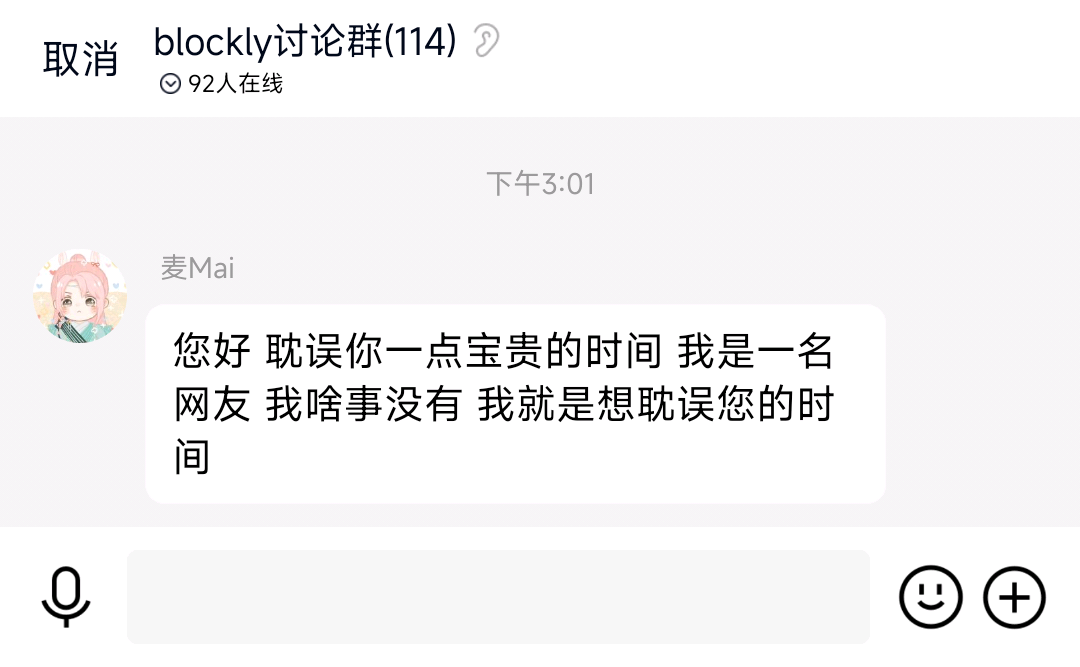 取消
blockly讨论群(114)
92人在线
下午3:01
麦Mai
您好 耽误你一点宝贵的时间 我是一名
网友 我啥事没有 我就是想耽误您的时
间